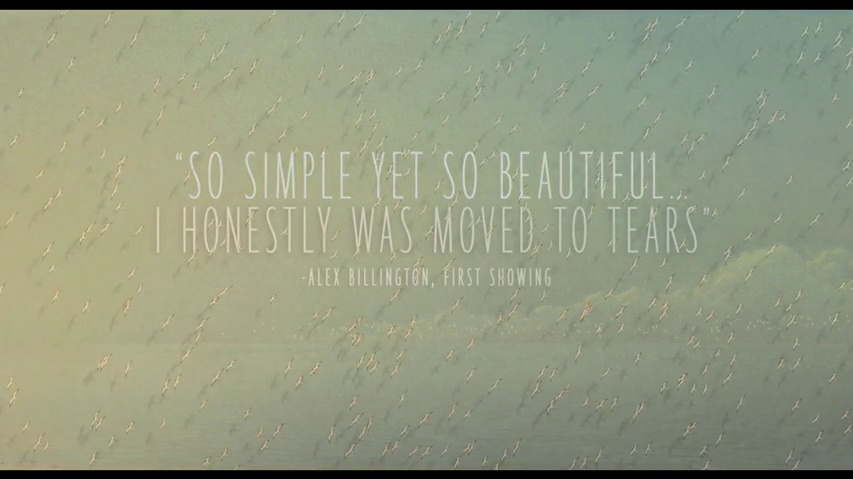 “SO SIMPLE YET SO BEAUTIFUL...
I HONESTLY WAS MOVED TO TEARS”
-ALEX BILLINGTON, FIRST SHOWING